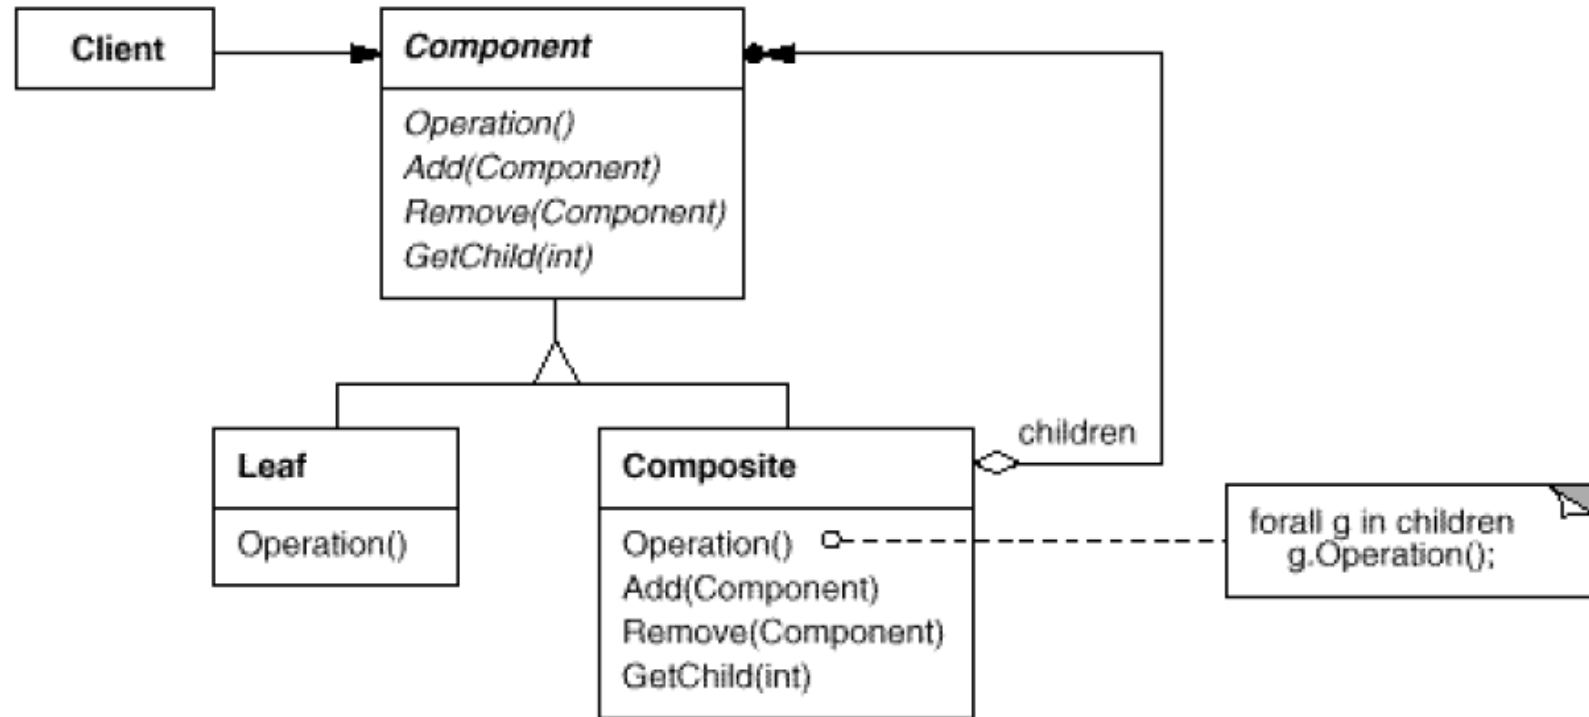 Client
Component
Operation()
Add(Component)
Remove(Component)
GetChild(int)
children
Leaf
Operation()
Composite
Operation()
Add(Component)
Remove(Component)
GetChild(int)
forall g in children
g.Operation();